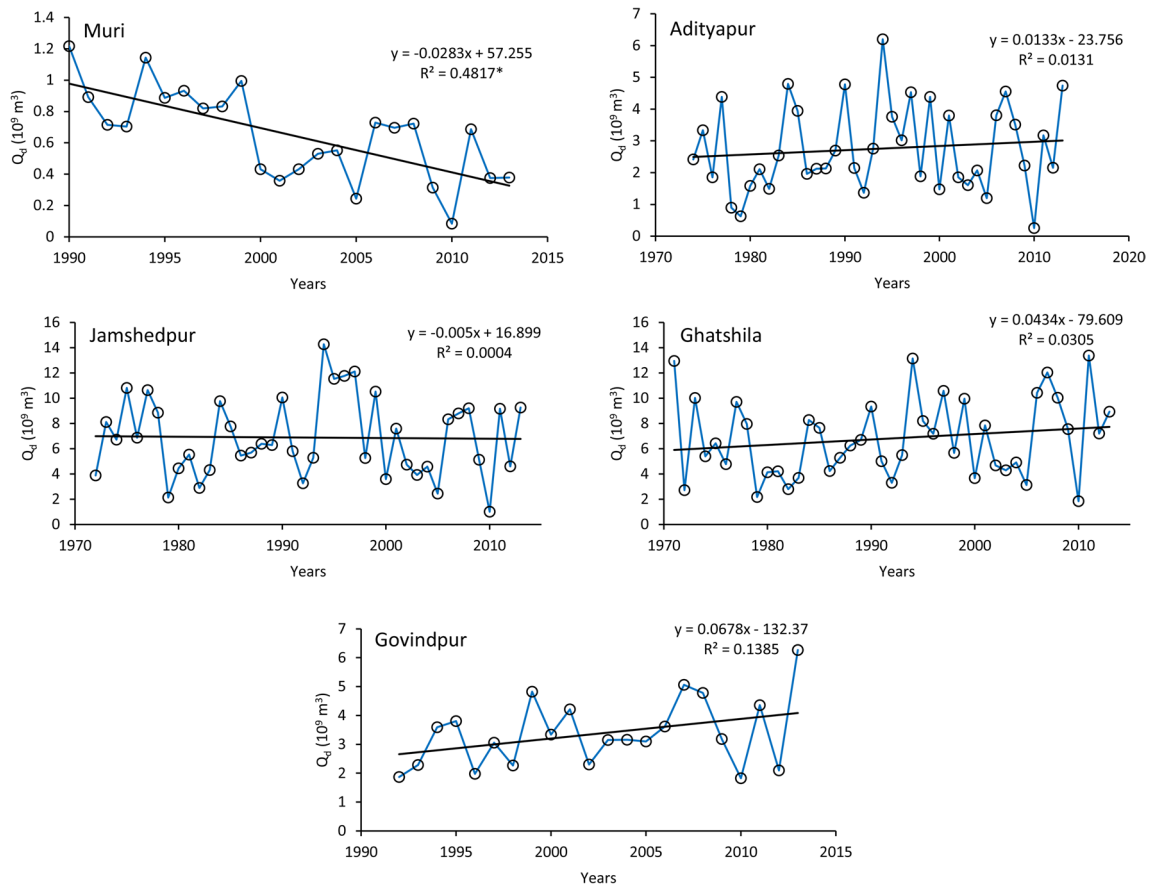 Muri
y = -0.0283x + 57.255
R² = 0.4817*
Q_d (10⁹ m³)
1.4
1.2
1
0.8
0.6
0.4
0.2
0
1990 1995 2000 2005 2010 2015
Years
Adityapur
y = 0.0133x - 23.756
R² = 0.0131
Q_d (10⁹ m³)
7
6
5
4
3
2
1
0
1970 1980 1990 2000 2010 2020
Years
Jamshedpur
y = -0.005x + 16.899
R² = 0.0004
Q_d (10⁹ m³)
16
14
12
10
8
6
4
2
0
1970 1980 1990 2000 2010
Years
Ghatshila
y = 0.0434x - 79.609
R² = 0.0305
Q_d (10⁹ m³)
16
14
12
10
8
6
4
2
0
1970 1980 1990 2000 2010
Years
Govindpur
y = 0.0678x - 132.37
R² = 0.1385
Q_d (10⁹ m³)
7
6
5
4
3
2
1
0
1990 1995 2000 2005 2010 2015
Years